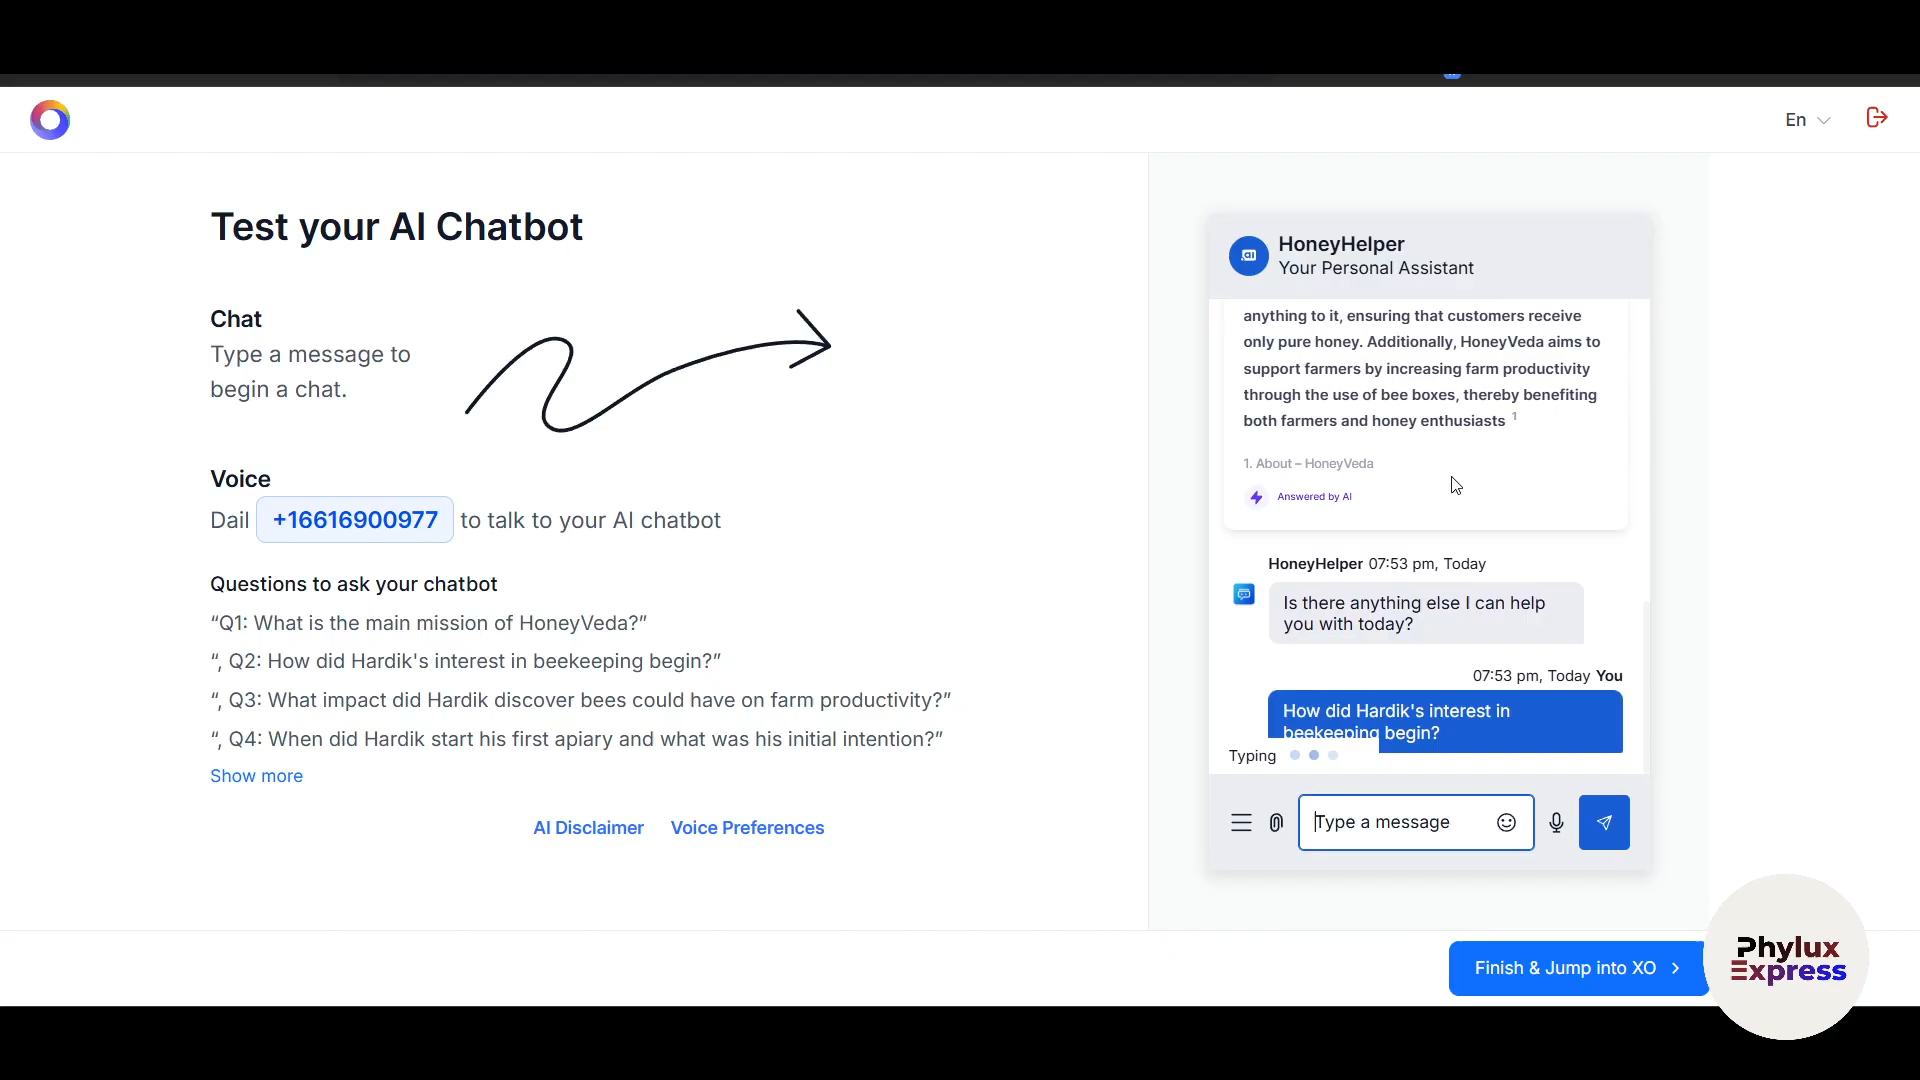 En
Test your AI Chatbot
Chat
Type a message to
begin a chat.
Voice
Dail +16616900977 to talk to your AI chatbot
Questions to ask your chatbot
“Q1: What is the main mission of HoneyVeda?”
“, Q2: How did Hardik's interest in beekeeping begin?”
“, Q3: What impact did Hardik discover bees could have on farm productivity?”
“, Q4: When did Hardik start his first apiary and what was his initial intention?”
Show more
AI Disclaimer Voice Preferences
HoneyHelper
Your Personal Assistant
anything to it, ensuring that customers receive
only pure honey. Additionally, HoneyVeda aims to
support farmers by increasing farm productivity
through the use of bee boxes, thereby benefiting
both farmers and honey enthusiasts 1
1. About – HoneyVeda
Answered by AI
HoneyHelper 07:53 pm, Today
Is there anything else I can help
you with today?
07:53 pm, Today You
How did Hardik's interest in
beekeeping begin?
Typing
Type a message
Finish & Jump into XO
Phylux
Express